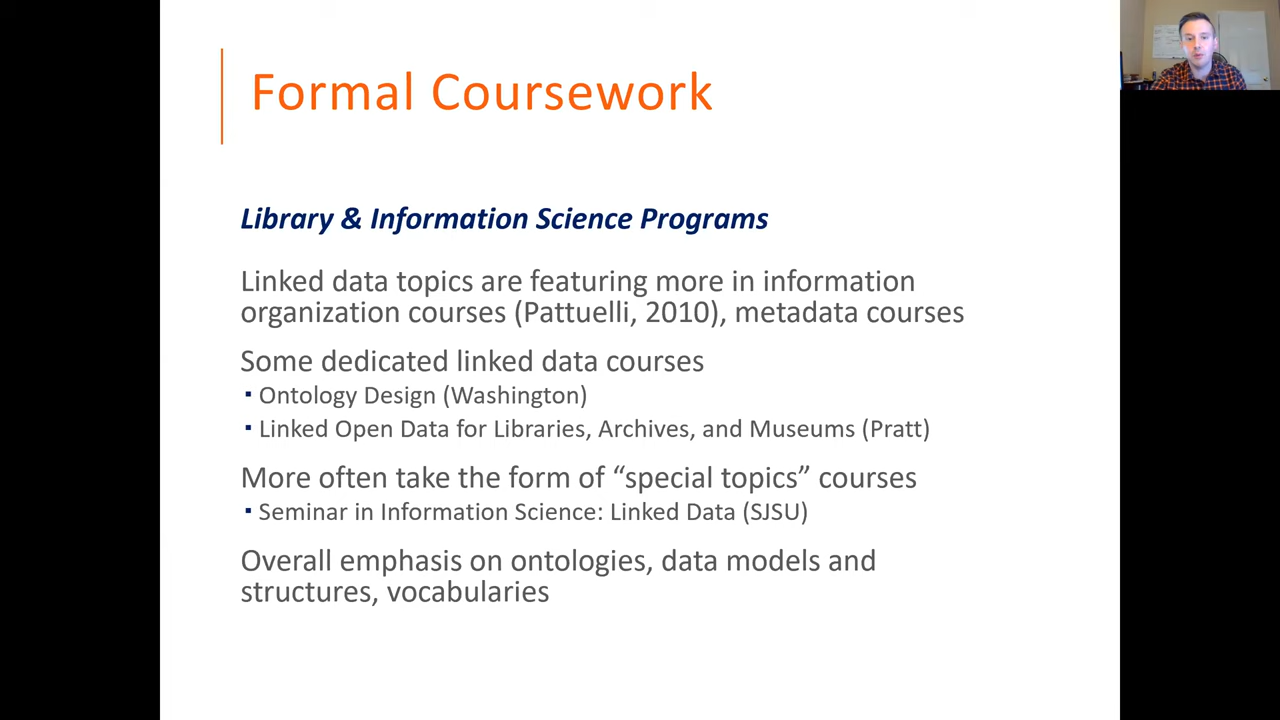 Formal Coursework
Library & Information Science Programs
Linked data topics are featuring more in information
organization courses (Pattuelli, 2010), metadata courses
Some dedicated linked data courses
▪ Ontology Design (Washington)
▪ Linked Open Data for Libraries, Archives, and Museums (Pratt)
More often take the form of “special topics” courses
▪ Seminar in Information Science: Linked Data (SJSU)
Overall emphasis on ontologies, data models and
structures, vocabularies